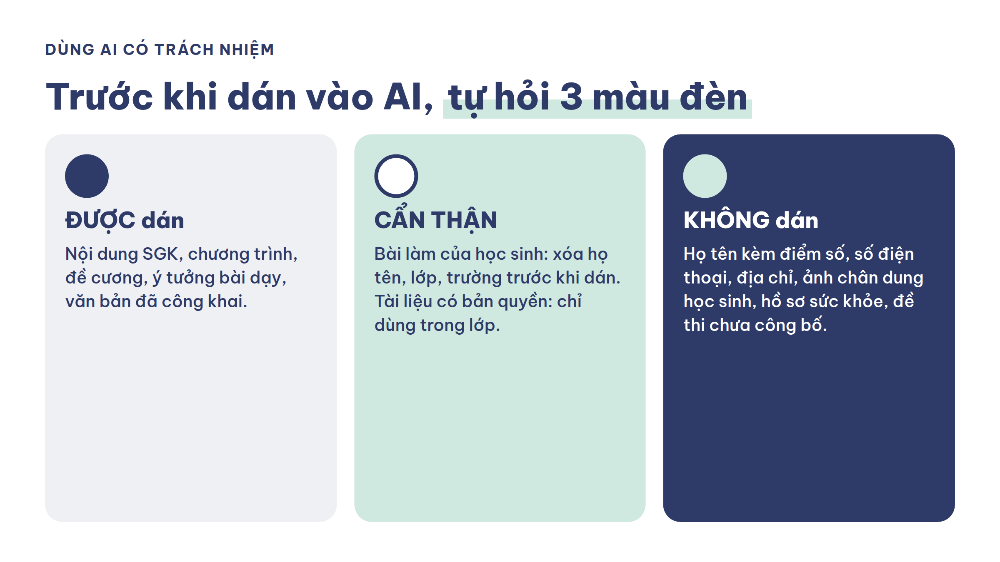 DÙNG AI CÓ TRÁCH NHIỆM
Trước khi dán vào AI, tự hỏi 3 màu đèn
ĐƯỢC dán
Nội dung SGK, chương trình,
đề cương, ý tưởng bài dạy,
văn bản đã công khai.
CẨN THẬN
Bài làm của học sinh: xóa họ
tên, lớp, trường trước khi dán.
Tài liệu có bản quyền: chỉ
dùng trong lớp.
KHÔNG dán
Họ tên kèm điểm số, số điện
thoại, địa chỉ, ảnh chân dung
học sinh, hồ sơ sức khỏe, đề
thi chưa công bố.